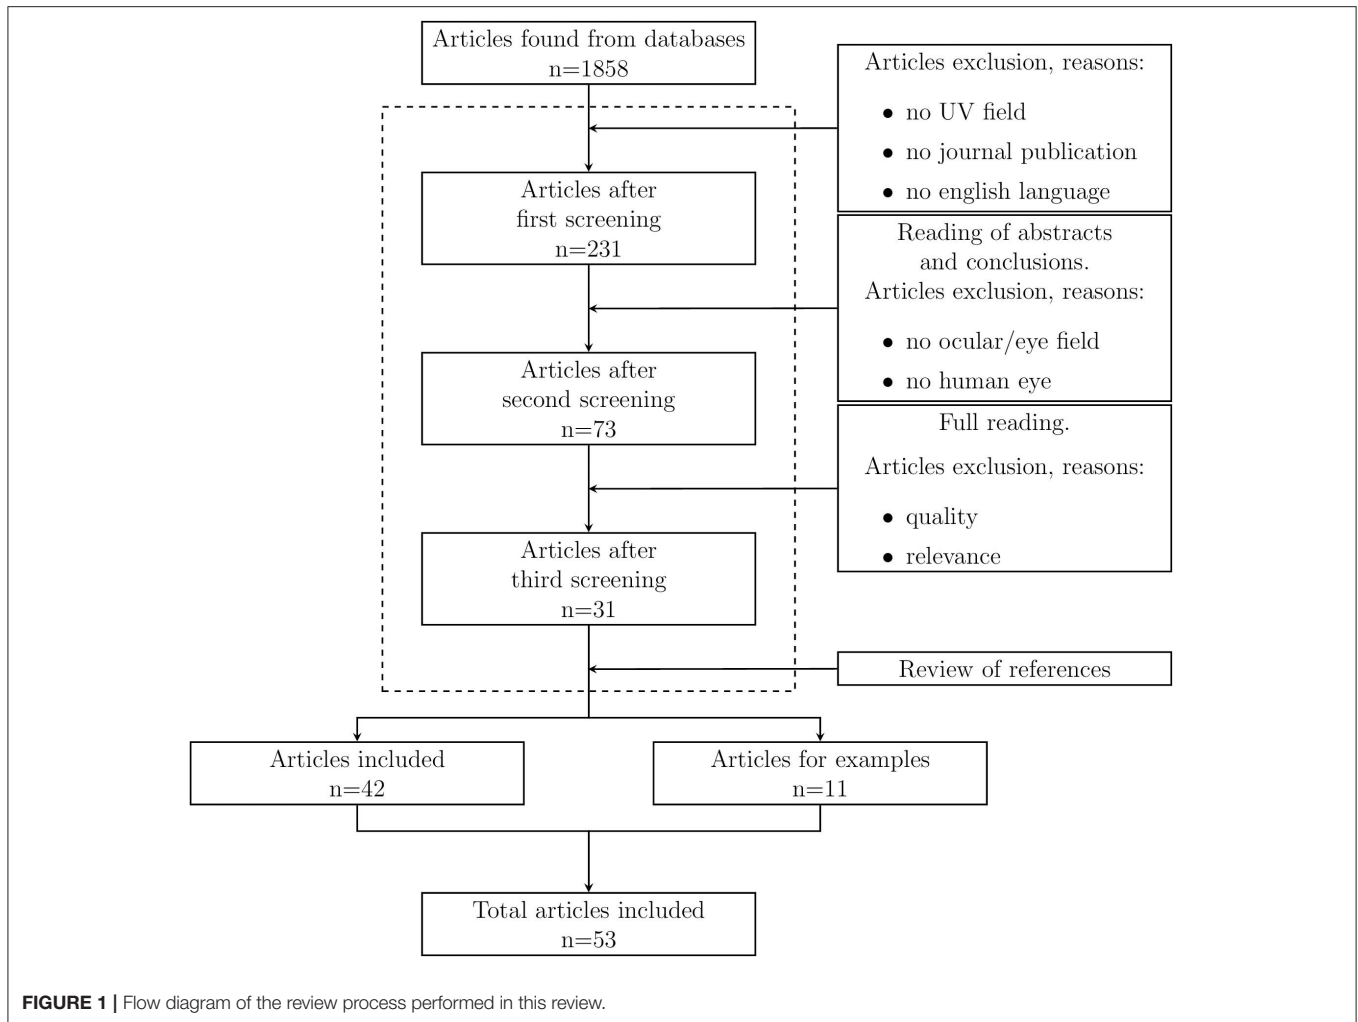 Articles found from databases
n=1858
Articles exclusion, reasons:
• no UV field
• no journal publication
• no english language
Articles after
first screening
n=231
Reading of abstracts
and conclusions.
Articles exclusion, reasons:
• no ocular/eye field
• no human eye
Articles after
second screening
n=73
Full reading.
Articles exclusion, reasons:
• quality
• relevance
Articles after
third screening
n=31
Review of references
Articles included
n=42
Articles for examples
n=11
Total articles included
n=53
FIGURE 1 | Flow diagram of the review process performed in this review.